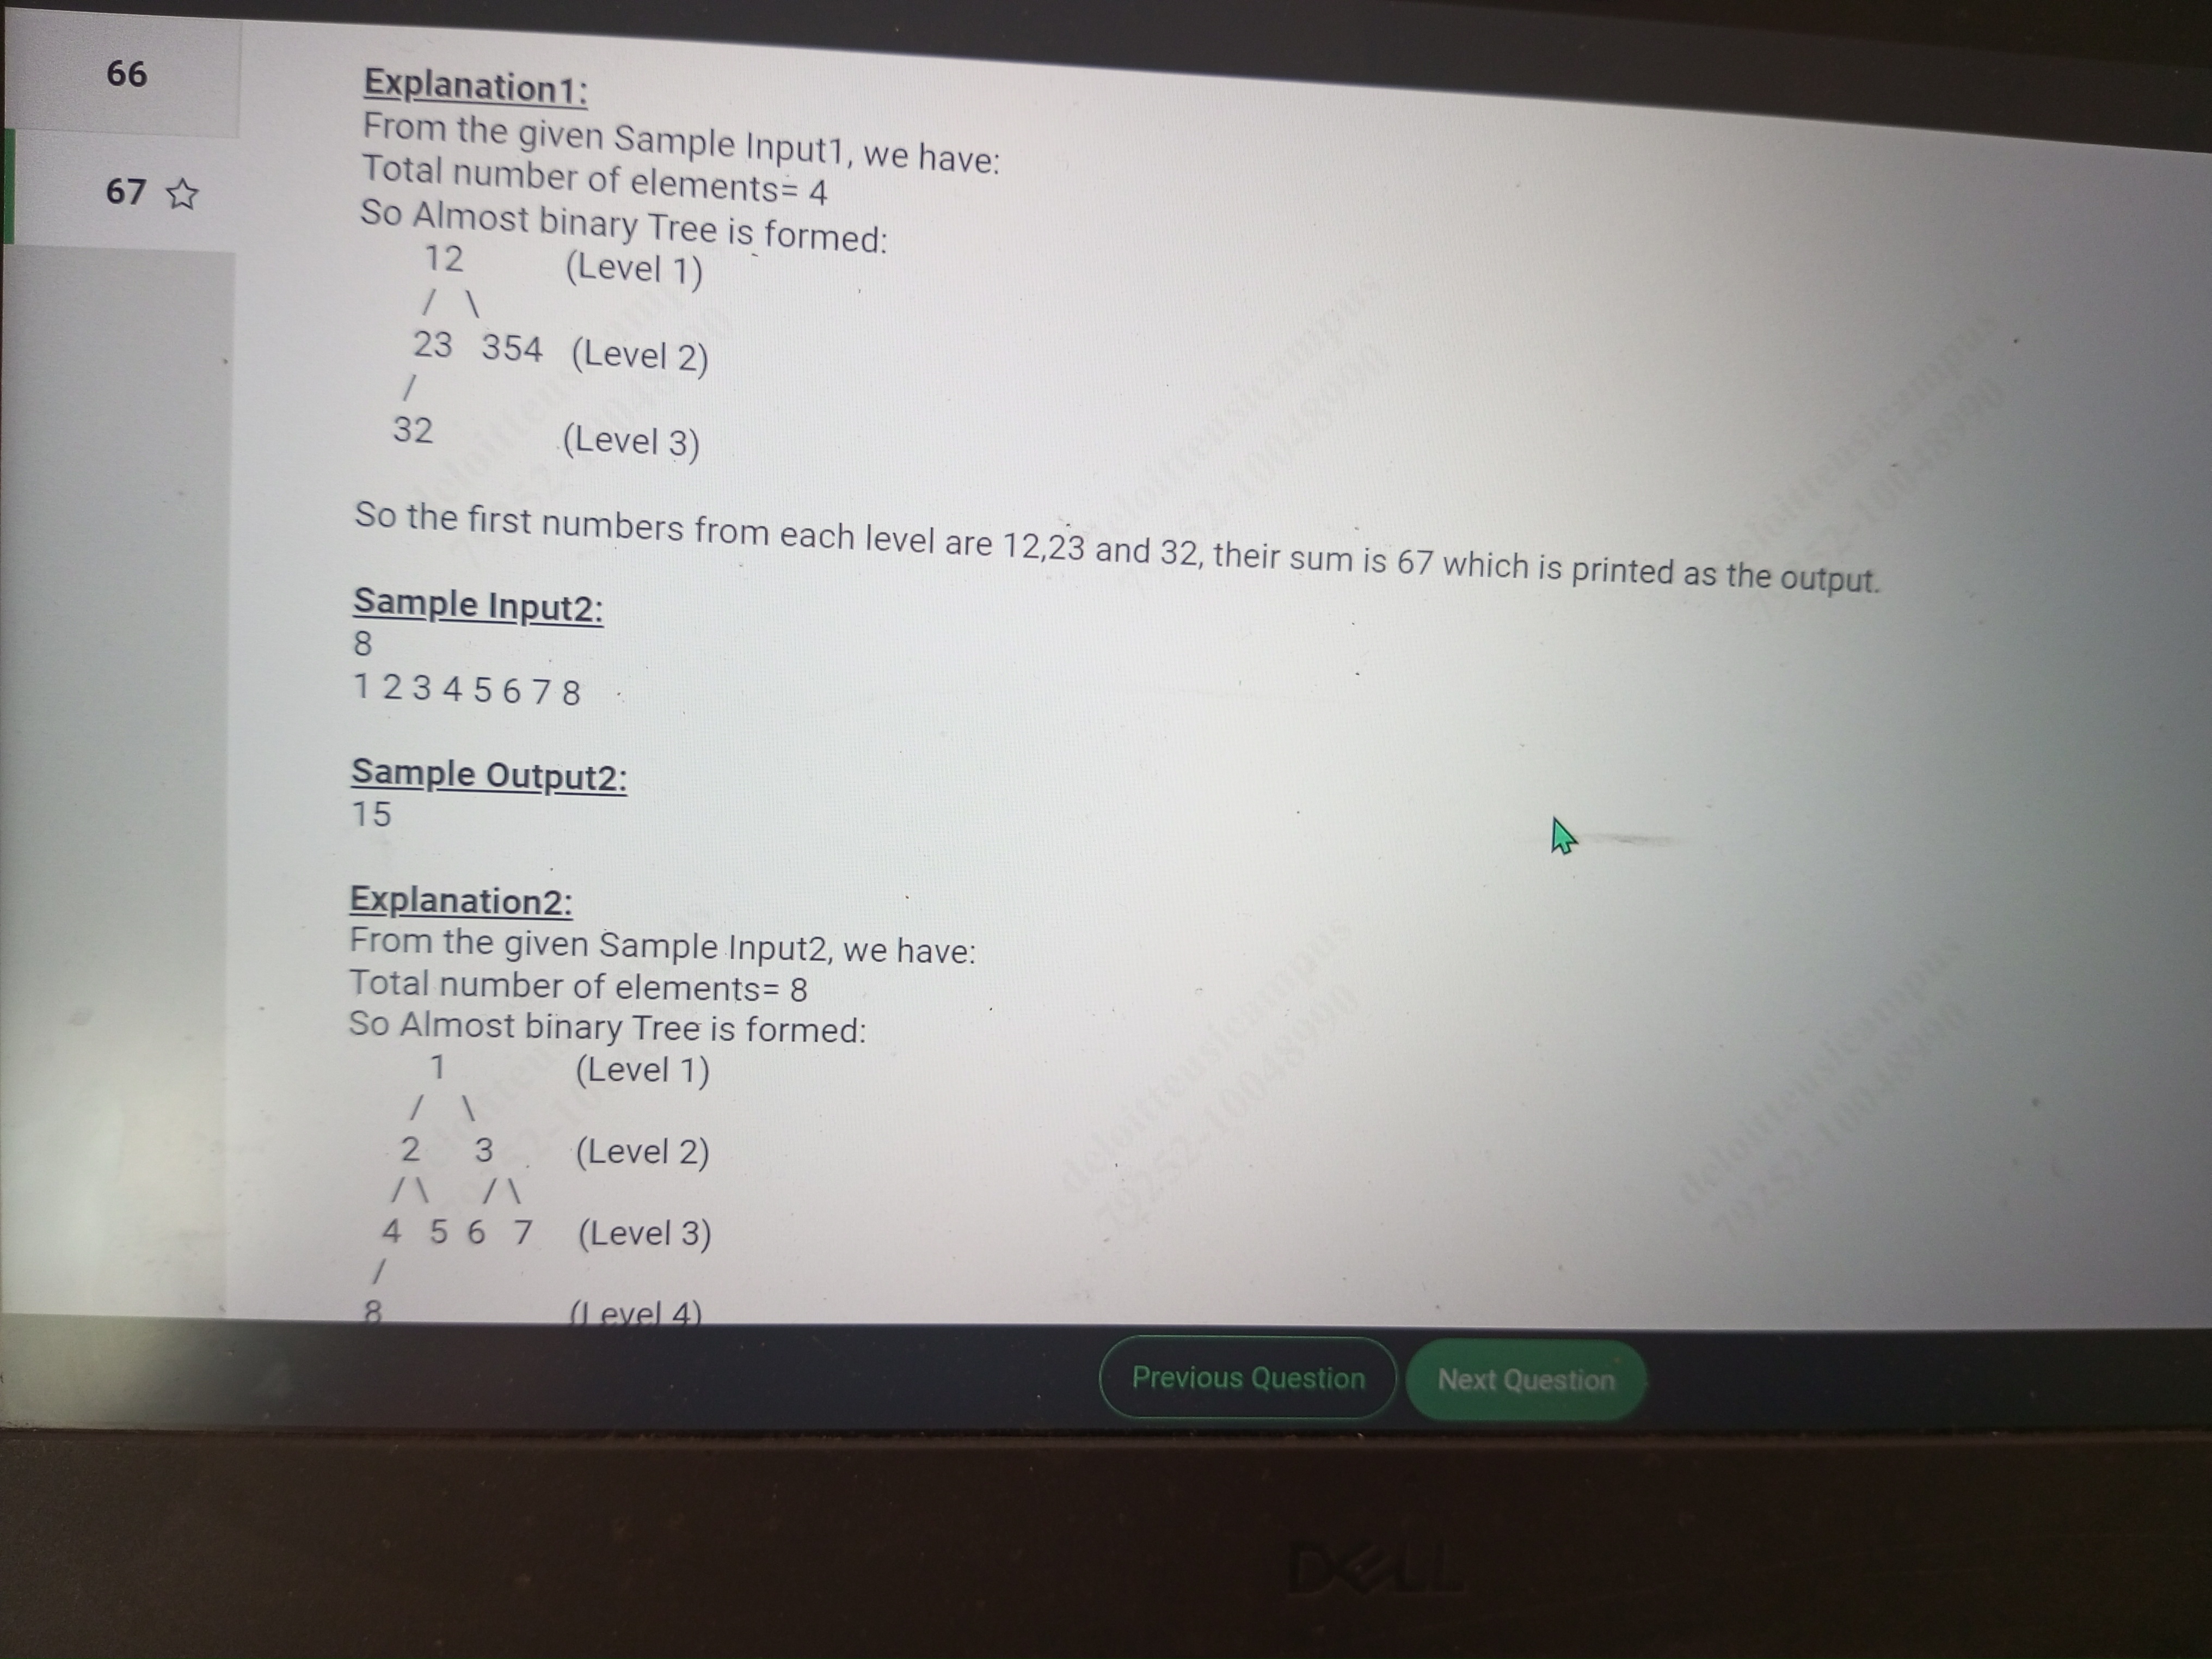 66
67 ☆
Explanation1:
From the given Sample Input1, we have:
Total number of elements= 4
So Almost binary Tree is formed:
12 (Level 1)
/ \
23 354 (Level 2)
/
32 (Level 3)
So the first numbers from each level are 12,23 and 32, their sum is 67 which is printed as the output.
Sample Input2:
8
1 2 3 4 5 6 7 8
Sample Output2:
15
Explanation2:
From the given Sample Input2, we have:
Total number of elements= 8
So Almost binary Tree is formed:
1 (Level 1)
/ \
2 3 (Level 2)
/\ /\
4 5 6 7 (Level 3)
/
8 (Level 4)
deloitteusicampus
79252-10048990
Previous Question
Next Question
DELL